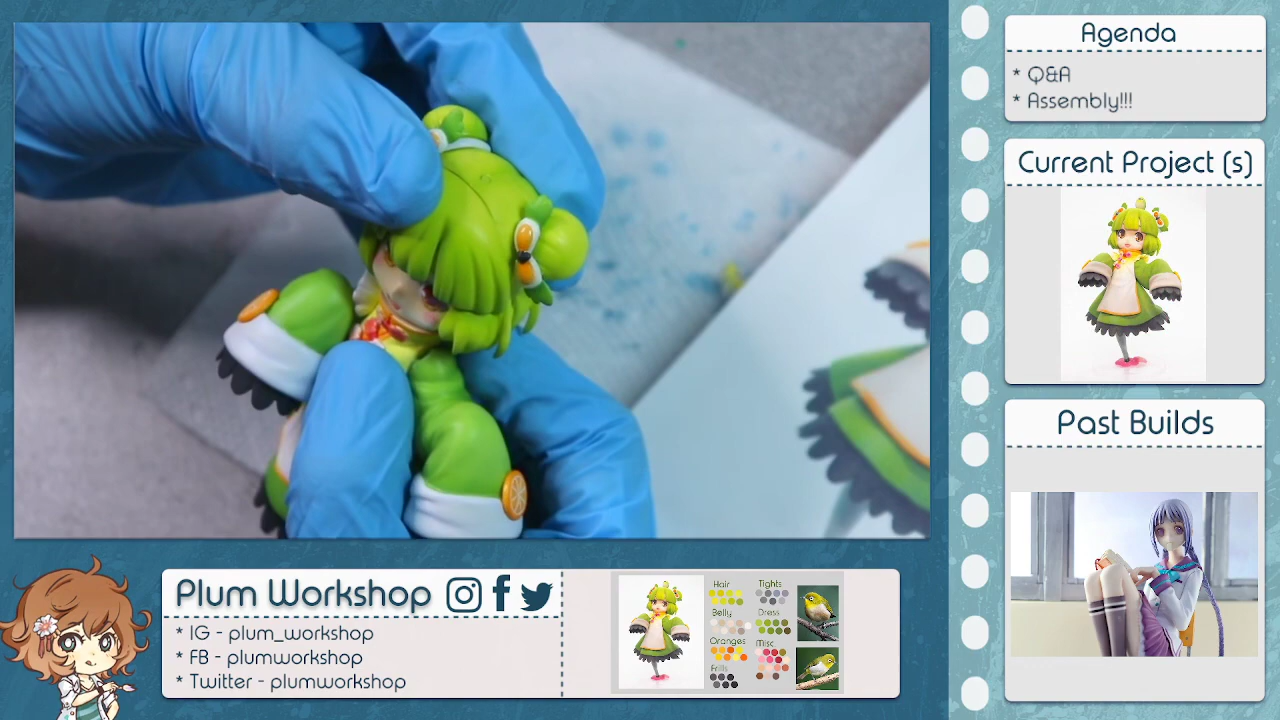 Agenda
* Q&A
* Assembly!!!
Current Project (s)
Past Builds
Plum Workshop
* IG - plum_workshop
* FB - plumworkshop
* Twitter - plumworkshop
Hair
Tights
Belly
Dress
Oranges
Misc
Frills